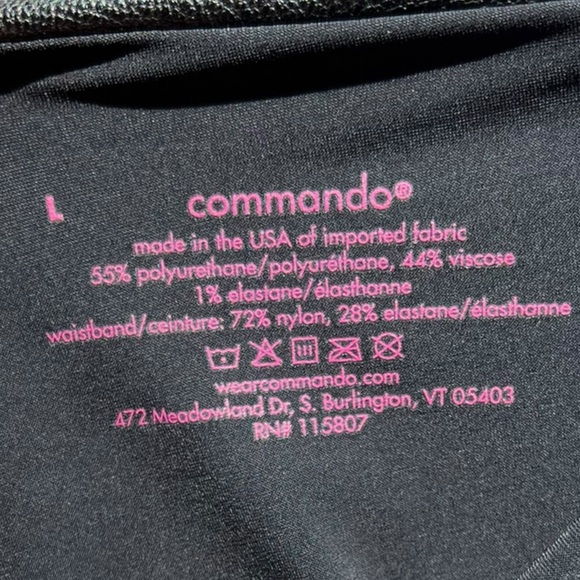 L
commando®
made in the USA of imported fabric
55% polyurethane/polyuréthane, 44% viscose
1% elastane/élasthanne
waistband/ceinture: 72% nylon, 28% elastane/élasthanne
wearcommando.com
472 Meadowland Dr, S. Burlington, VT 05403
RN# 115807